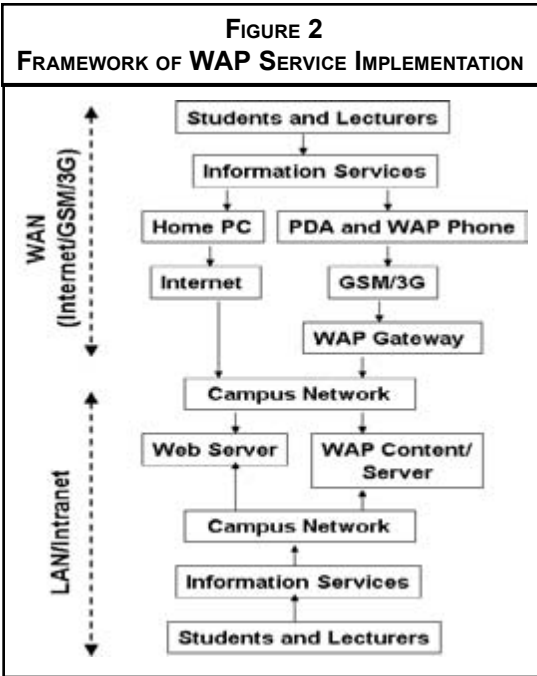 FIGURE 2
FRAMEWORK OF WAP SERVICE IMPLEMENTATION
WAN
(Internet/GSM/3G)
Students and Lecturers
Information Services
Home PC
PDA and WAP Phone
Internet
GSM/3G
WAP Gateway
LAN/Intranet
Campus Network
Web Server
WAP Content/
Server
Campus Network
Information Services
Students and Lecturers